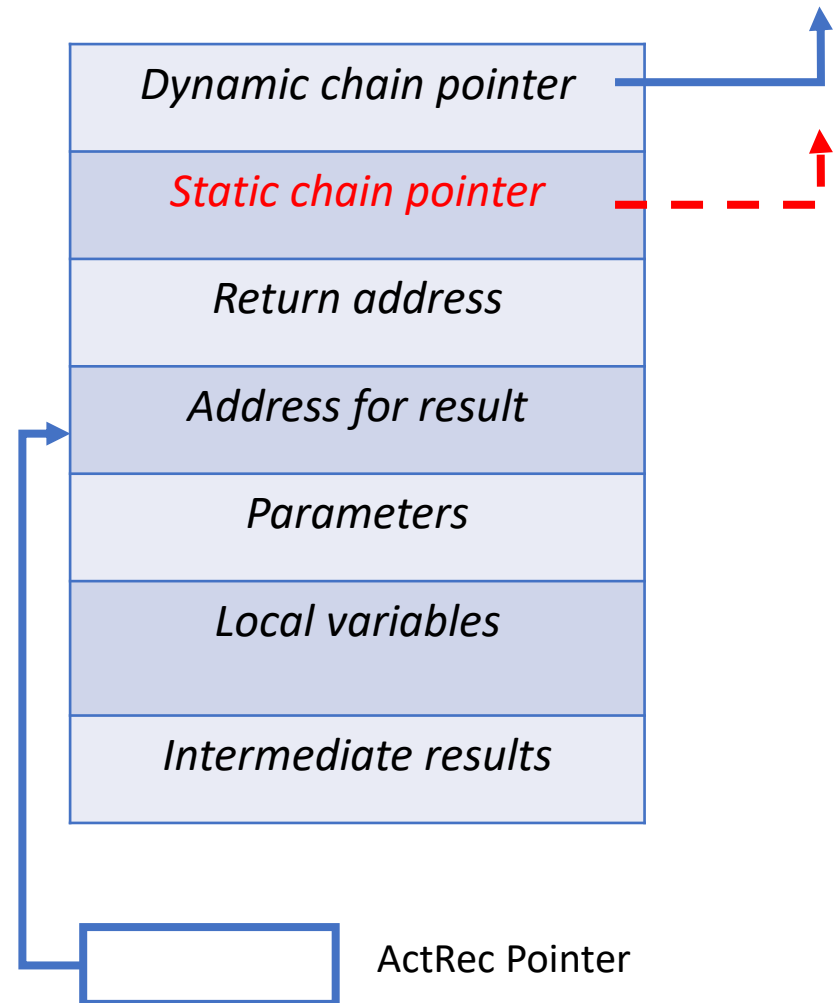 Dynamic chain pointer
Static chain pointer
Return address
Address for result
Parameters
Local variables
Intermediate results
ActRec Pointer